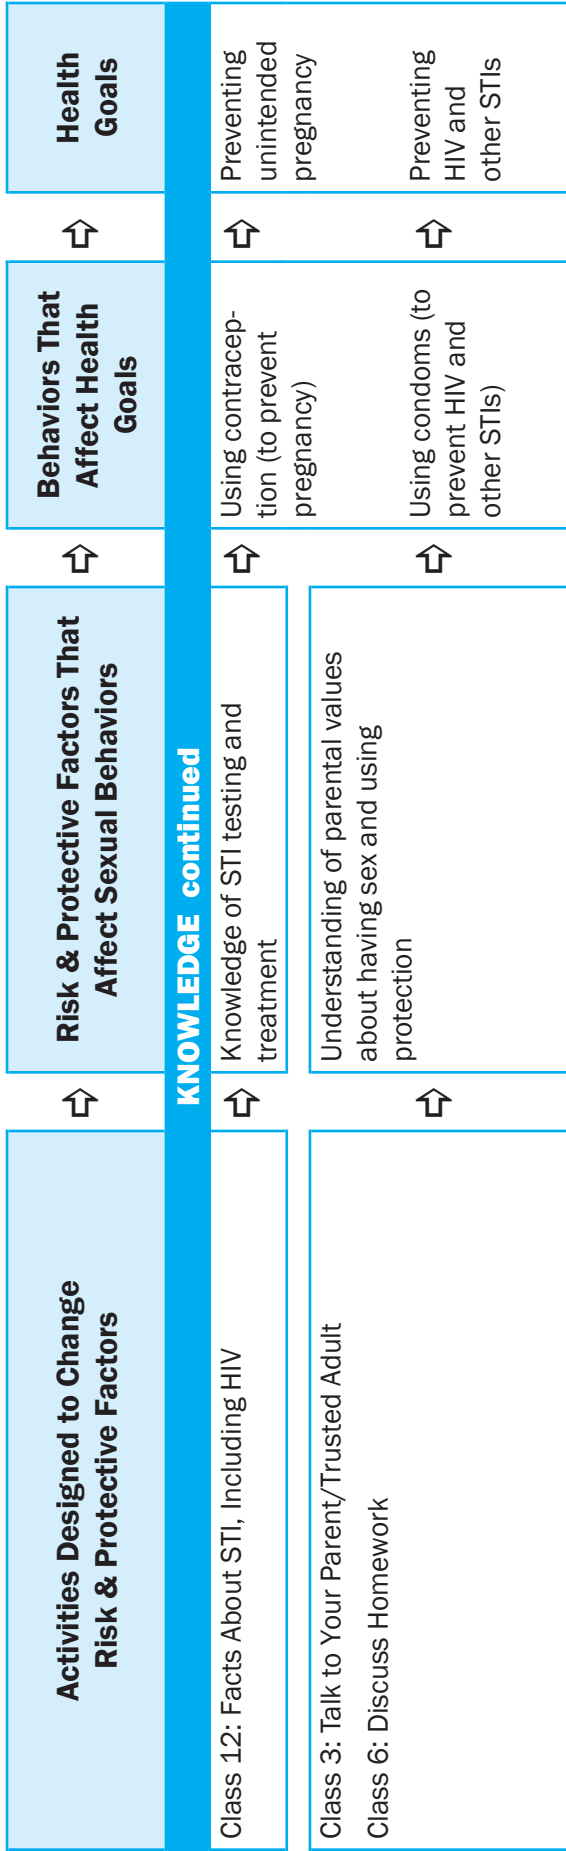 Activities Designed to Change
Risk & Protective Factors
Risk & Protective Factors That
Affect Sexual Behaviors
Behaviors That
Affect Health
Goals
Health
Goals
KNOWLEDGE continued
Class 12: Facts About STI, Including HIV
Knowledge of STI testing and
treatment
Using contracep-
tion (to prevent
pregnancy)
Preventing
unintended
pregnancy
Class 3: Talk to Your Parent/Trusted Adult
Class 6: Discuss Homework
Understanding of parental values
about having sex and using
protection
Using condoms (to
prevent HIV and
other STIs)
Preventing
HIV and
other STIs